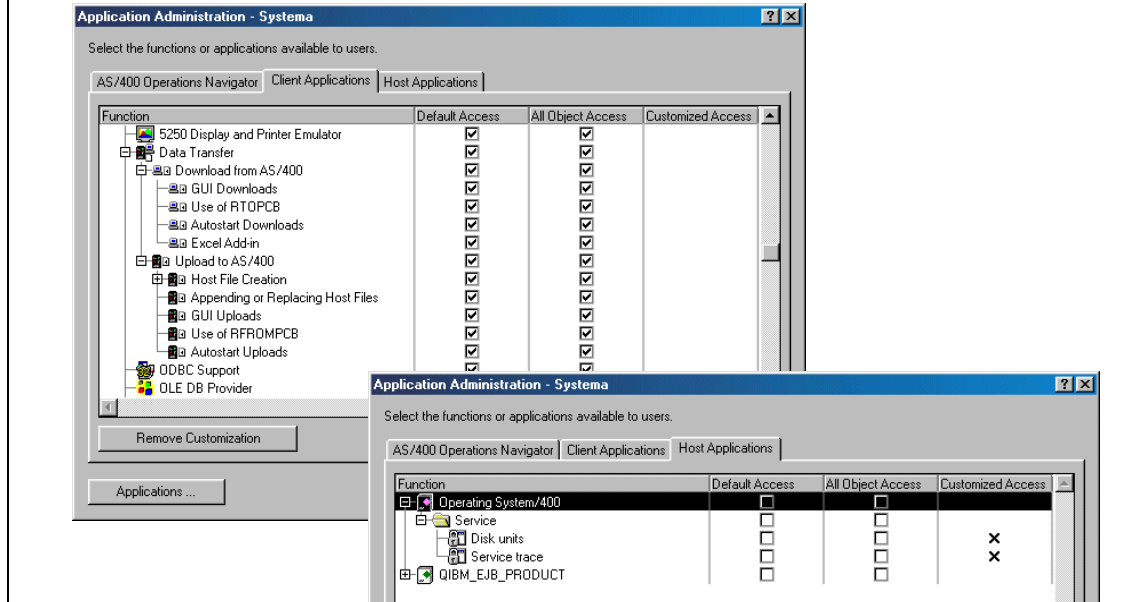 Application Administration - Systema
Select the functions or applications available to users.
AS/400 Operations Navigator Client Applications Host Applications
Function Default Access All Object Access Customized Access
5250 Display and Printer Emulator
Data Transfer
Download from AS/400
GUI Downloads
Use of RTOPCB
Autostart Downloads
Excel Add-in
Upload to AS/400
Host File Creation
Appending or Replacing Host Files
GUI Uploads
Use of RFROMPCB
Autostart Uploads
ODBC Support
OLE DB Provider
Remove Customization
Applications ...
Application Administration - Systema
Select the functions or applications available to users.
AS/400 Operations Navigator Client Applications Host Applications
Function Default Access All Object Access Customized Access
Operating System/400
Service
Disk units
Service trace
QIBM_EJB_PRODUCT